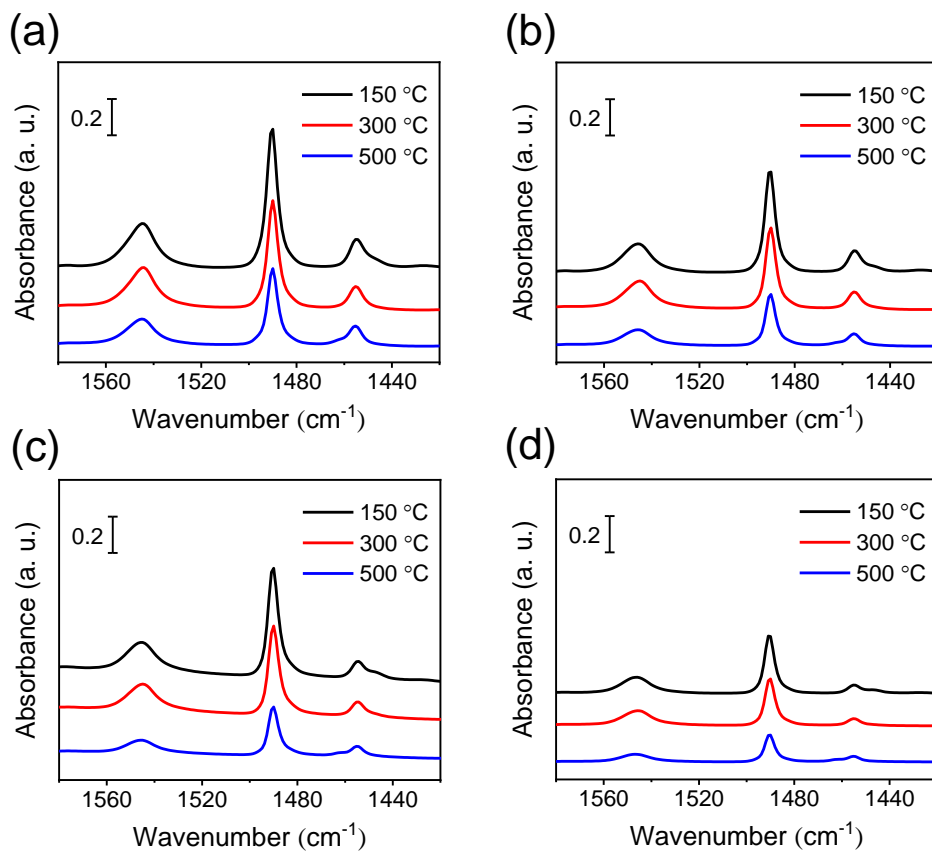 (a)
Absorbance (a. u.)
0.2
150 °C
300 °C
500 °C
1560 1520 1480 1440
Wavenumber (cm⁻¹)
(b)
Absorbance (a. u.)
0.2
150 °C
300 °C
500 °C
1560 1520 1480 1440
Wavenumber (cm⁻¹)
(c)
Absorbance (a. u.)
0.2
150 °C
300 °C
500 °C
1560 1520 1480 1440
Wavenumber (cm⁻¹)
(d)
Absorbance (a. u.)
0.2
150 °C
300 °C
500 °C
1560 1520 1480 1440
Wavenumber (cm⁻¹)